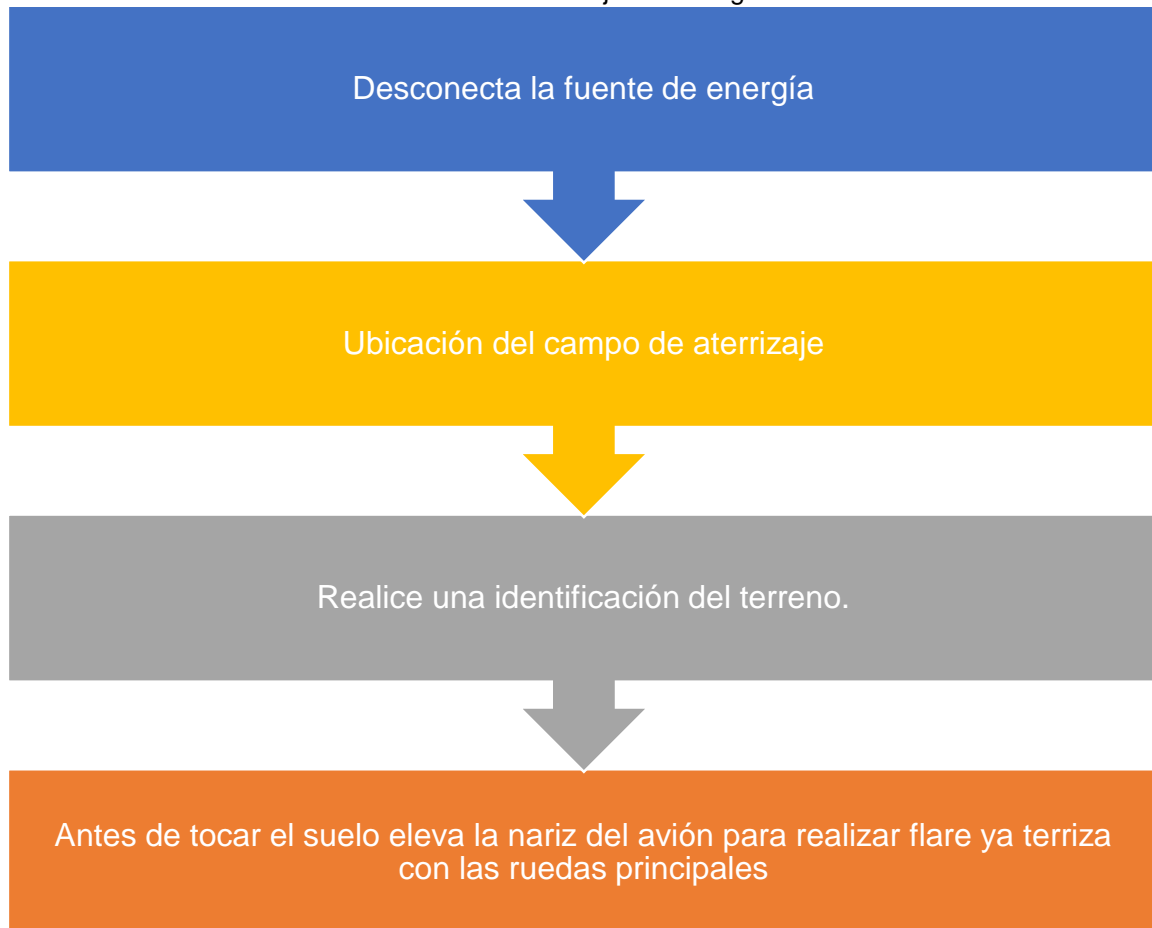 Desconecta la fuente de energía
Ubicación del campo de aterrizaje
Realice una identificación del terreno.
Antes de tocar el suelo eleva la nariz del avión para realizar flare ya terriza
con las ruedas principales